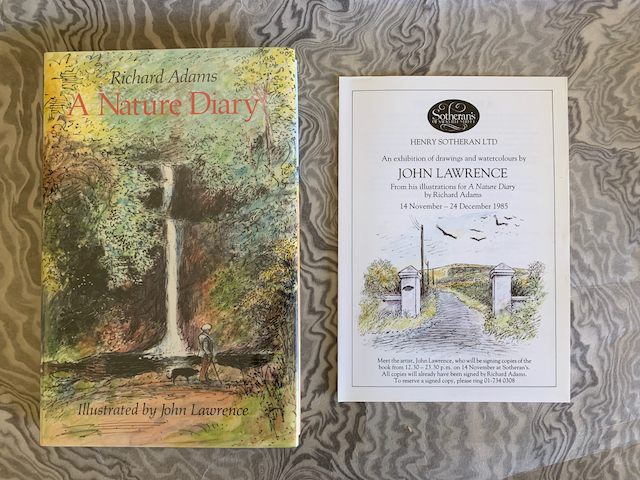 Richard Adams
A Nature Diary
Illustrated by John Lawrence
Sotheran's
HENRY SOTHERAN LTD
An exhibition of drawings and watercolours by
JOHN LAWRENCE
From his illustrations for A Nature Diary
by Richard Adams
14 November – 24 December 1985
Meet the artist, John Lawrence, who will be signing copies of the
book from 12.30 – 23.30 p.m. on 14 November at Sotheran's.
All copies will already have been signed by Richard Adams.
To reserve a signed copy, please ring 01-734 0308